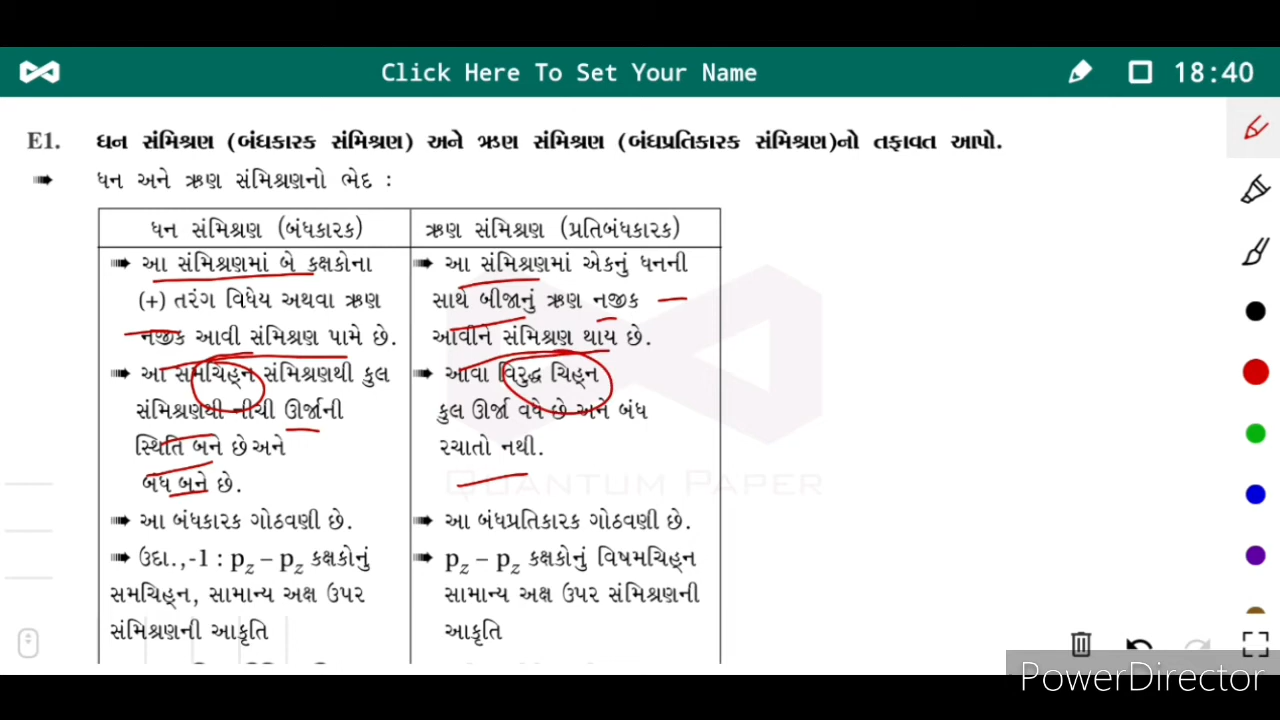 Click Here To Set Your Name
18:40
E1. ધન સંમિશ્રણ (બંધકારક સંમિશ્રણ) અને ઋણ સંમિશ્રણ (બંધપ્રતિકારક સંમિશ્રણ)નો તફાવત આપો.
ધન અને ઋણ સંમિશ્રણનો ભેદ :
ધન સંમિશ્રણ (બંધકારક)
આ સંમિશ્રણમાં બે કક્ષકોના
(+) તરંગ વિધેય અથવા ઋણ
નજીક આવી સંમિશ્રણ પામે છે.
આ સમચિહ્ન સંમિશ્રણથી કુલ
સંમિશ્રણથી નીચી ઊર્જાની
સ્થિતિ બને છે અને
બંધ બને છે.
આ બંધકારક ગોઠવણી છે.
ઉદા.,-1 : pz – pz કક્ષકોનું
સમચિહ્ન, સામાન્ય અક્ષ ઉપર
સંમિશ્રણની આકૃતિ
ઋણ સંમિશ્રણ (પ્રતિબંધકારક)
આ સંમિશ્રણમાં એકનું ધનની
સાથે બીજાનું ઋણ નજીક
આવીને સંમિશ્રણ થાય છે.
આવા વિરુદ્ધ ચિહ્ન
કુલ ઊર્જા વધે છે અને બંધ
રચાતો નથી.
આ બંધપ્રતિકારક ગોઠવણી છે.
pz – pz કક્ષકોનું વિષમચિહ્ન
સામાન્ય અક્ષ ઉપર સંમિશ્રણની
આકૃતિ
QUANTUM PAPER
PowerDirector